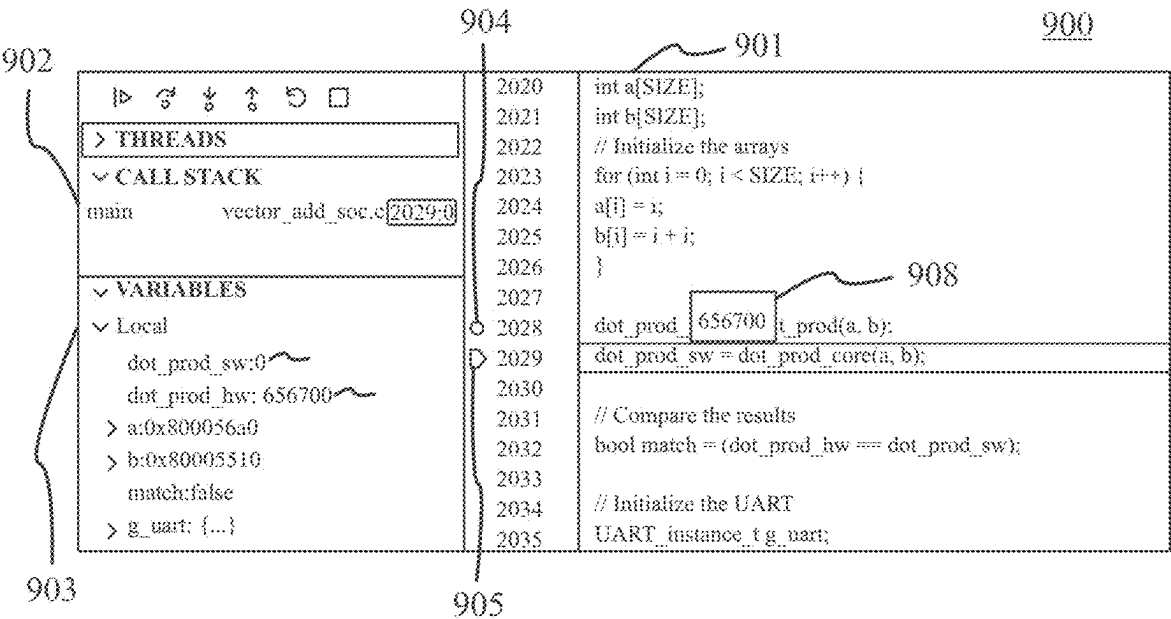 904
900
901
902
2020 int a[SIZE];
2021 int b[SIZE];
> THREADS
2022 // Initialize the arrays
CALL STACK
2023 for (int i = 0; i < SIZE; i++) {
main vector_add_soc.c 2029:0
2024 a[i] = i;
2025 b[i] = i + i;
2026 }
908
VARIABLES
2027
Local
2028 dot_prod_ 656700 t_prod(a, b);
dot_prod_sw:0
2029 dot_prod_sw = dot_prod_core(a, b);
dot_prod_hw: 656700
2030
> a:0x800056a0
2031 // Compare the results
> b:0x80005510
2032 bool match = (dot_prod_hw == dot_prod_sw);
match:false
2033
2034 // Initialize the UART
> g_uart: {...}
2035 UART_instance_t g_uart;
903
905